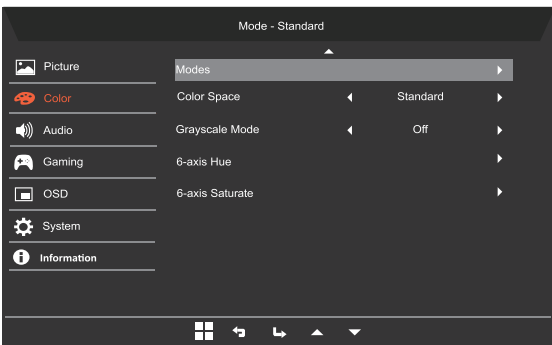 Mode - Standard
Picture
Color
Audio
Gaming
OSD
System
Information
Modes
Color Space Standard
Grayscale Mode Off
6-axis Hue
6-axis Saturate